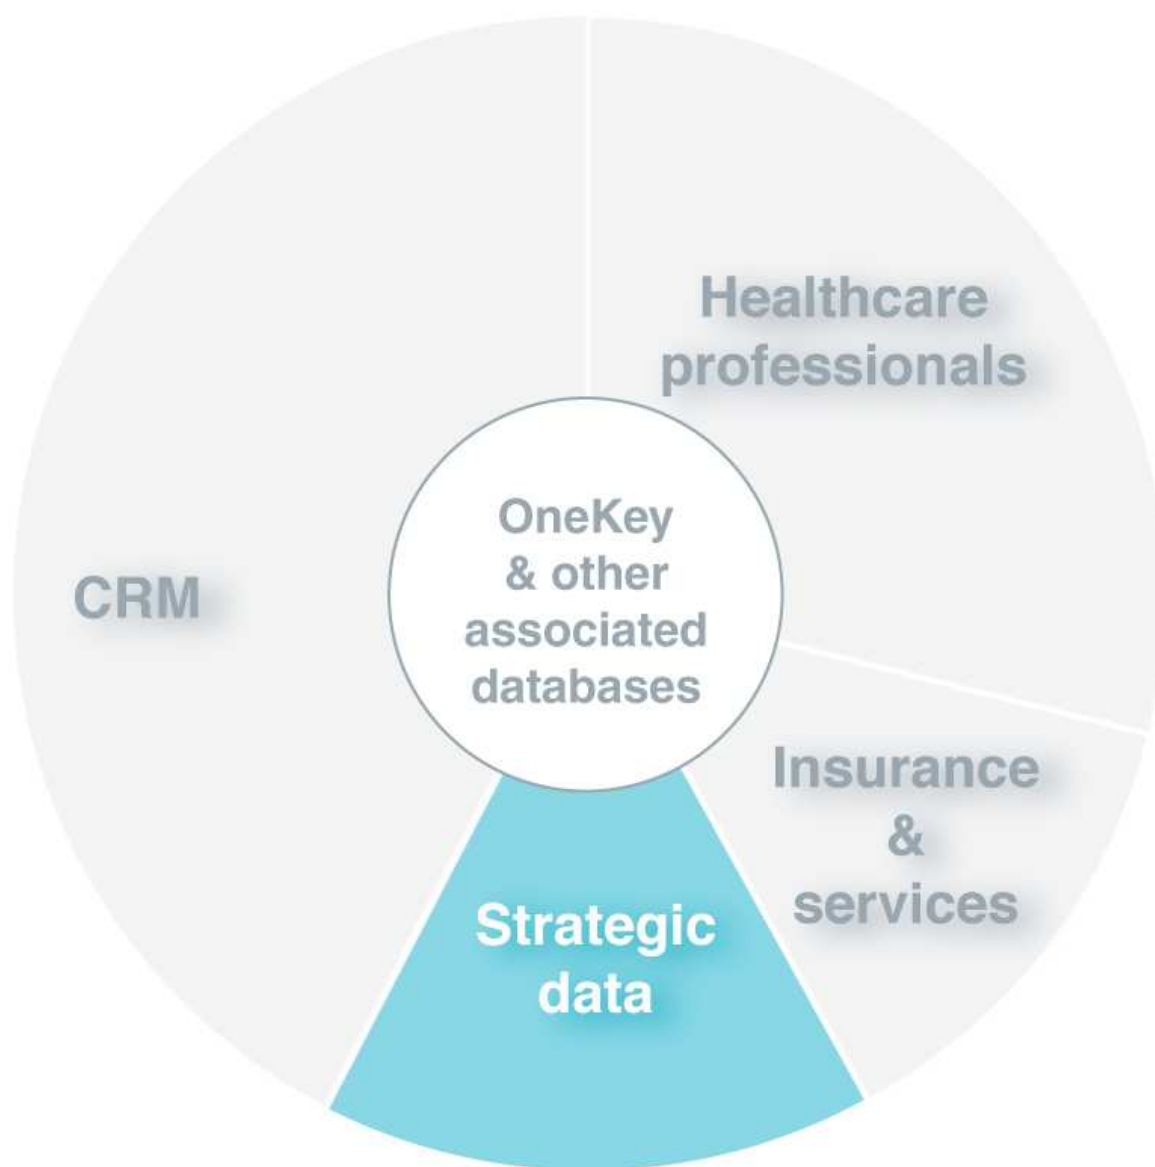 Healthcare
professionals
OneKey
& other
associated
databases
CRM
Insurance
&
services
Strategic
data